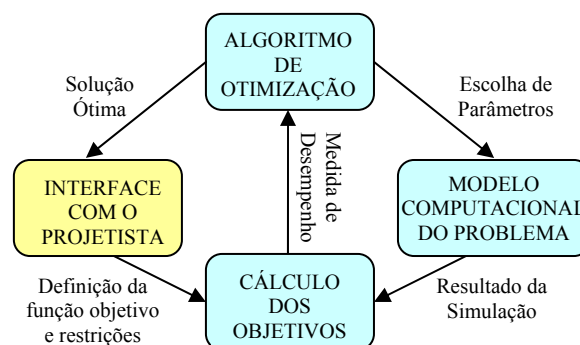 ALGORITMO
DE
OTIMIZAÇÃO
Solução
Ótima
Escolha de
Parâmetros
Medida de
Desempenho
INTERFACE
COM O
PROJETISTA
MODELO
COMPUTACIONAL
DO PROBLEMA
Definição da
função objetivo
e restrições
CÁLCULO
DOS
OBJETIVOS
Resultado da
Simulação